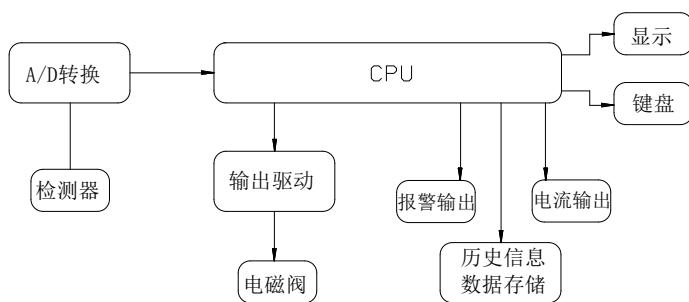 显示
A/D转换
CPU
键盘
检测器
输出驱动
报警输出
电流输出
电磁阀
历史信息
数据存储